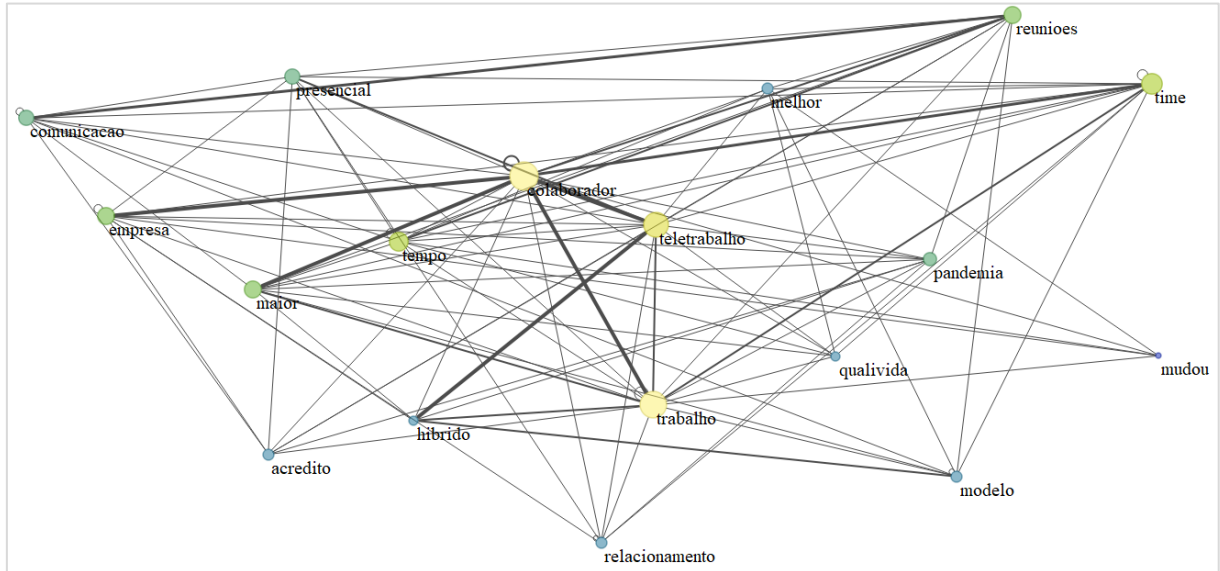 reunioes
presencial
melhor
time
comunicacao
colaborador
empresa
teletrabalho
tempo
pandemia
maior
qualivida
mudou
trabalho
hibrido
acredito
modelo
relacionamento